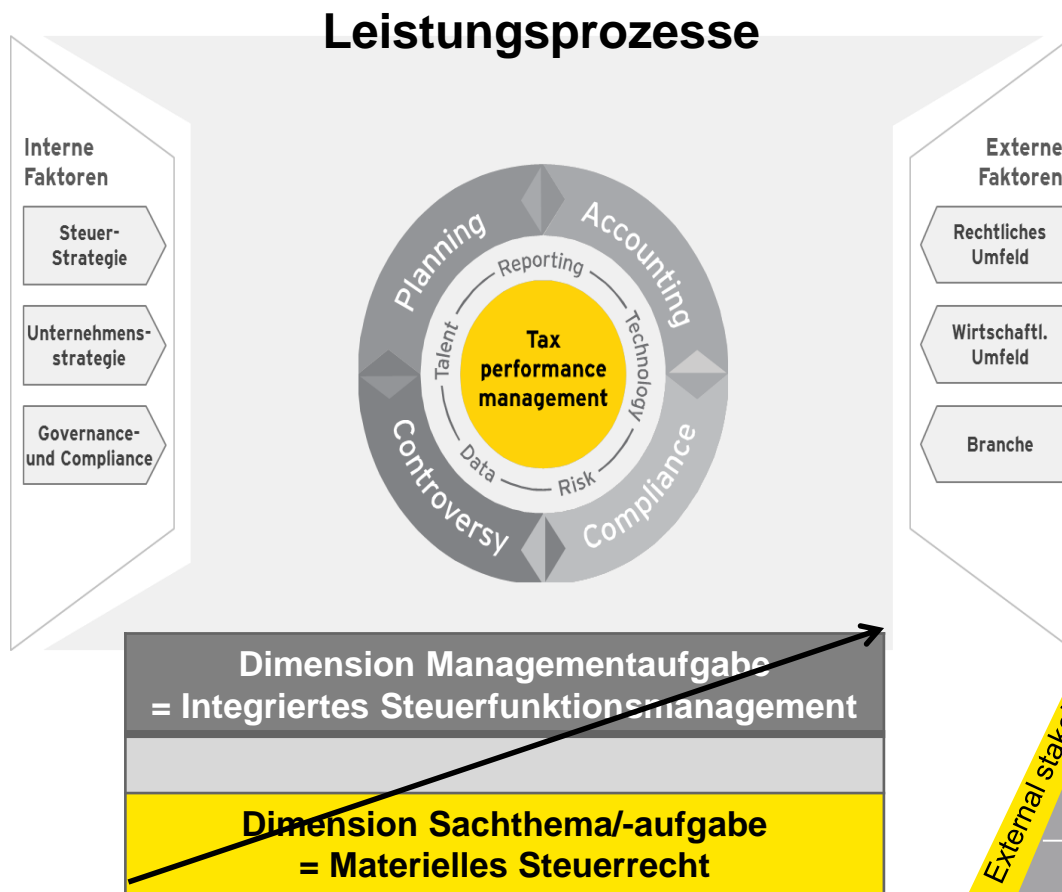 Leistungsprozesse
Interne
Faktoren
Steuer-
Strategie
Unternehmens-
strategie
Governance-
und Compliance
Planning
Accounting
Controversy
Compliance
Reporting
Technology
Risk
Data
Talent
Tax
performance
management
Externe
Faktoren
Rechtliches
Umfeld
Wirtschaftl.
Umfeld
Branche
Dimension Managementaufgabe
= Integriertes Steuerfunktionsmanagement
Dimension Sachthema/-aufgabe
= Materielles Steuerrecht
External